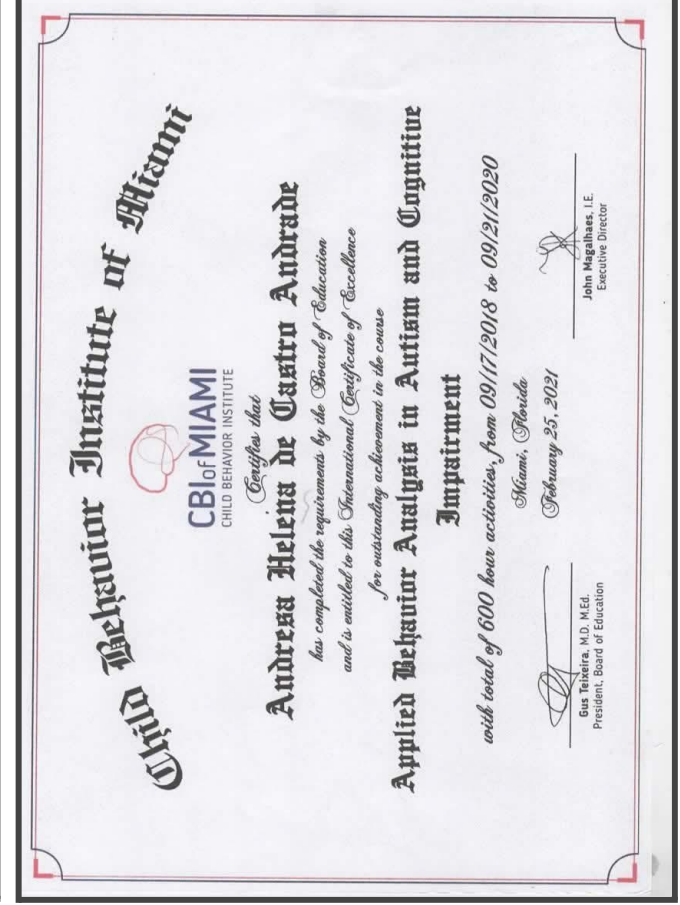 Child Behavior Institute of Miami
CBI of MIAMI
CHILD BEHAVIOR INSTITUTE
Certifies that
Andresa Helena de Castro Andrade
has completed the requirements by the Board of Education
and is entitled to this International Certificate of Excellence
for outstanding achievement in the course
Applied Behavior Analysis in Autism and Cognitive
Impairment
with total of 600 hour activities, from 09/17/2018 to 09/21/2020
Miami, Florida
February 25, 2021
Gus Teixeira, M.D. M.Ed.
President, Board of Education
John Magalhaes, I.E.
Executive Director